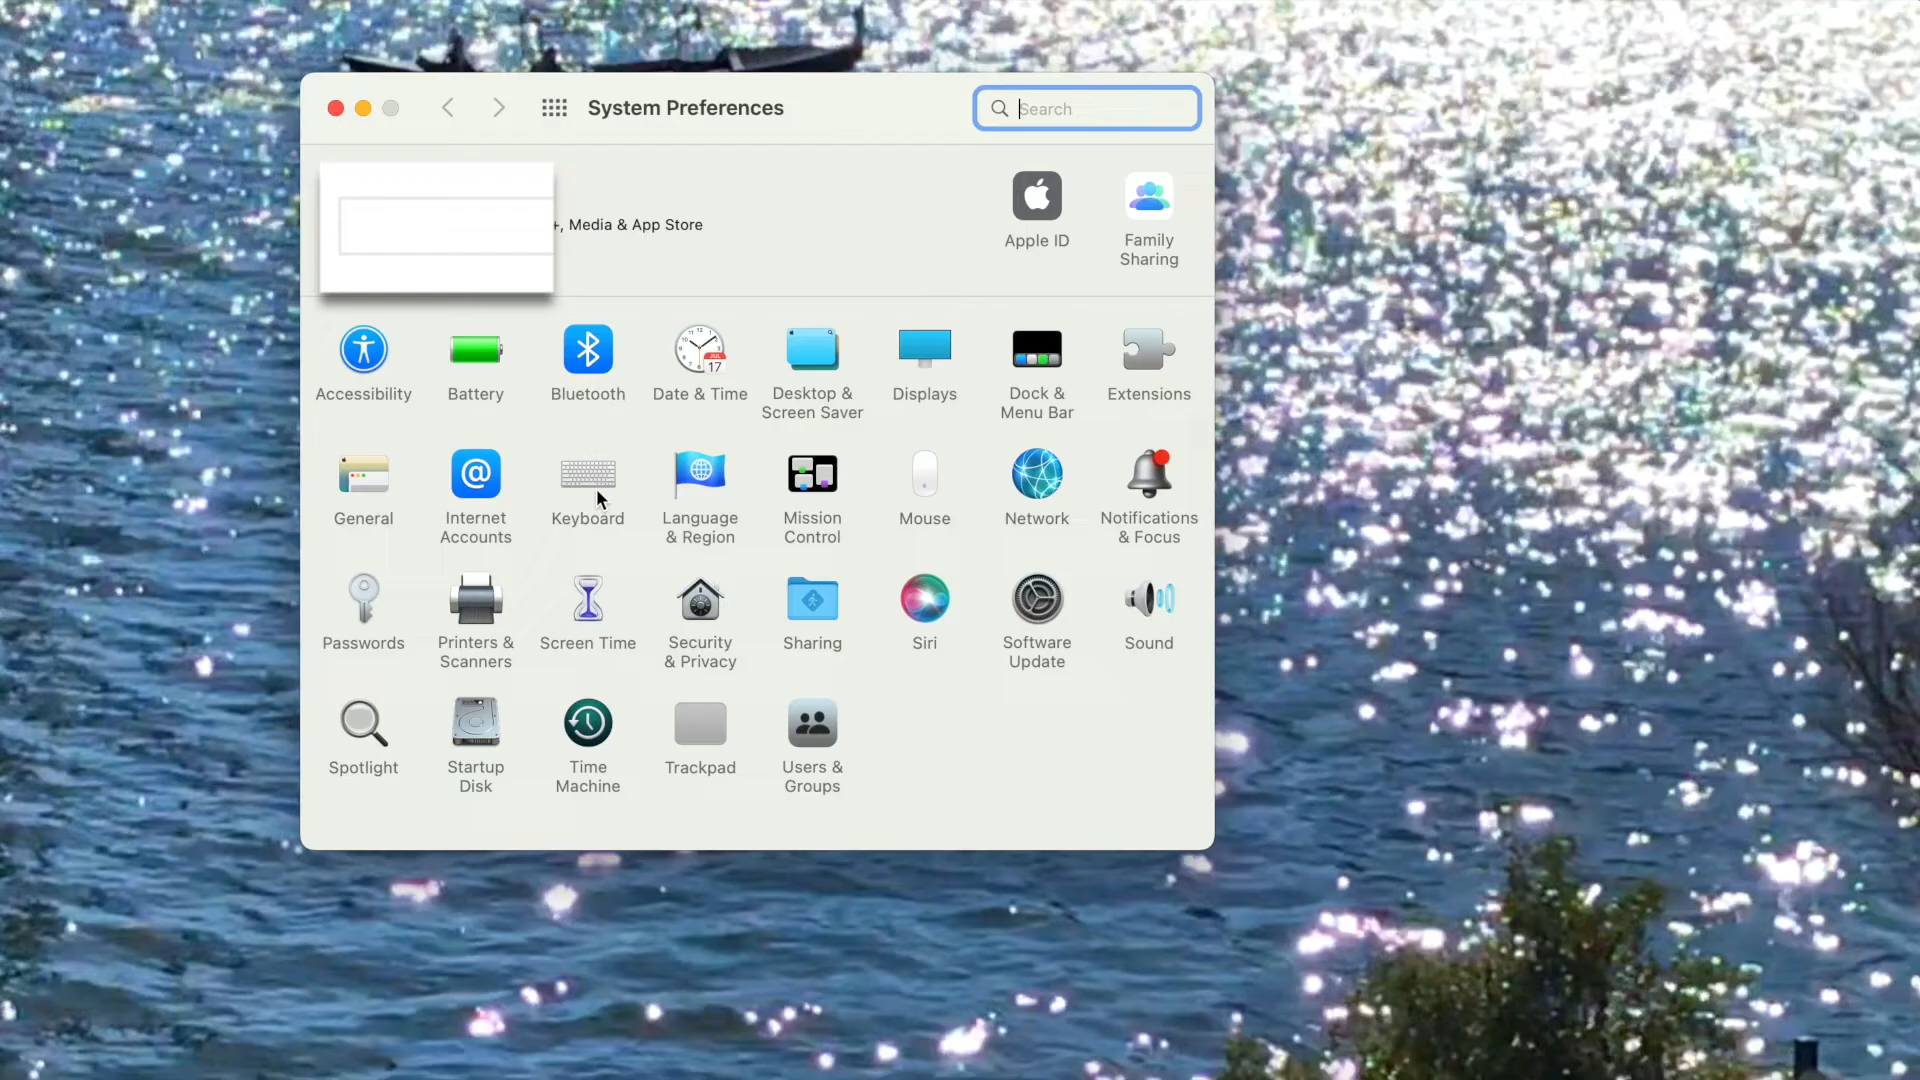 System Preferences
Search
+, Media & App Store
Apple ID
Family
Sharing
Accessibility
Battery
Bluetooth
Date & Time
Desktop &
Screen Saver
Displays
Dock &
Menu Bar
Extensions
General
Internet
Accounts
Keyboard
Language
& Region
Mission
Control
Mouse
Network
Notifications
& Focus
Passwords
Printers &
Scanners
Screen Time
Security
& Privacy
Sharing
Siri
Software
Update
Sound
Spotlight
Startup
Disk
Time
Machine
Trackpad
Users &
Groups
JUL
17